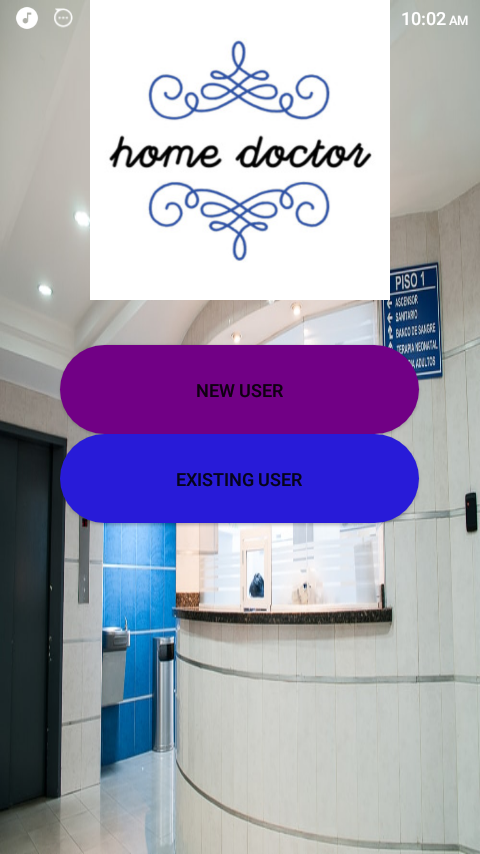 10:02 AM
home doctor
PISO 1
ASCENSOR
SANITARIO
BANCO DE SANGRE
TERAPIA NEONATAL
ADULTOS
NEW USER
EXISTING USER